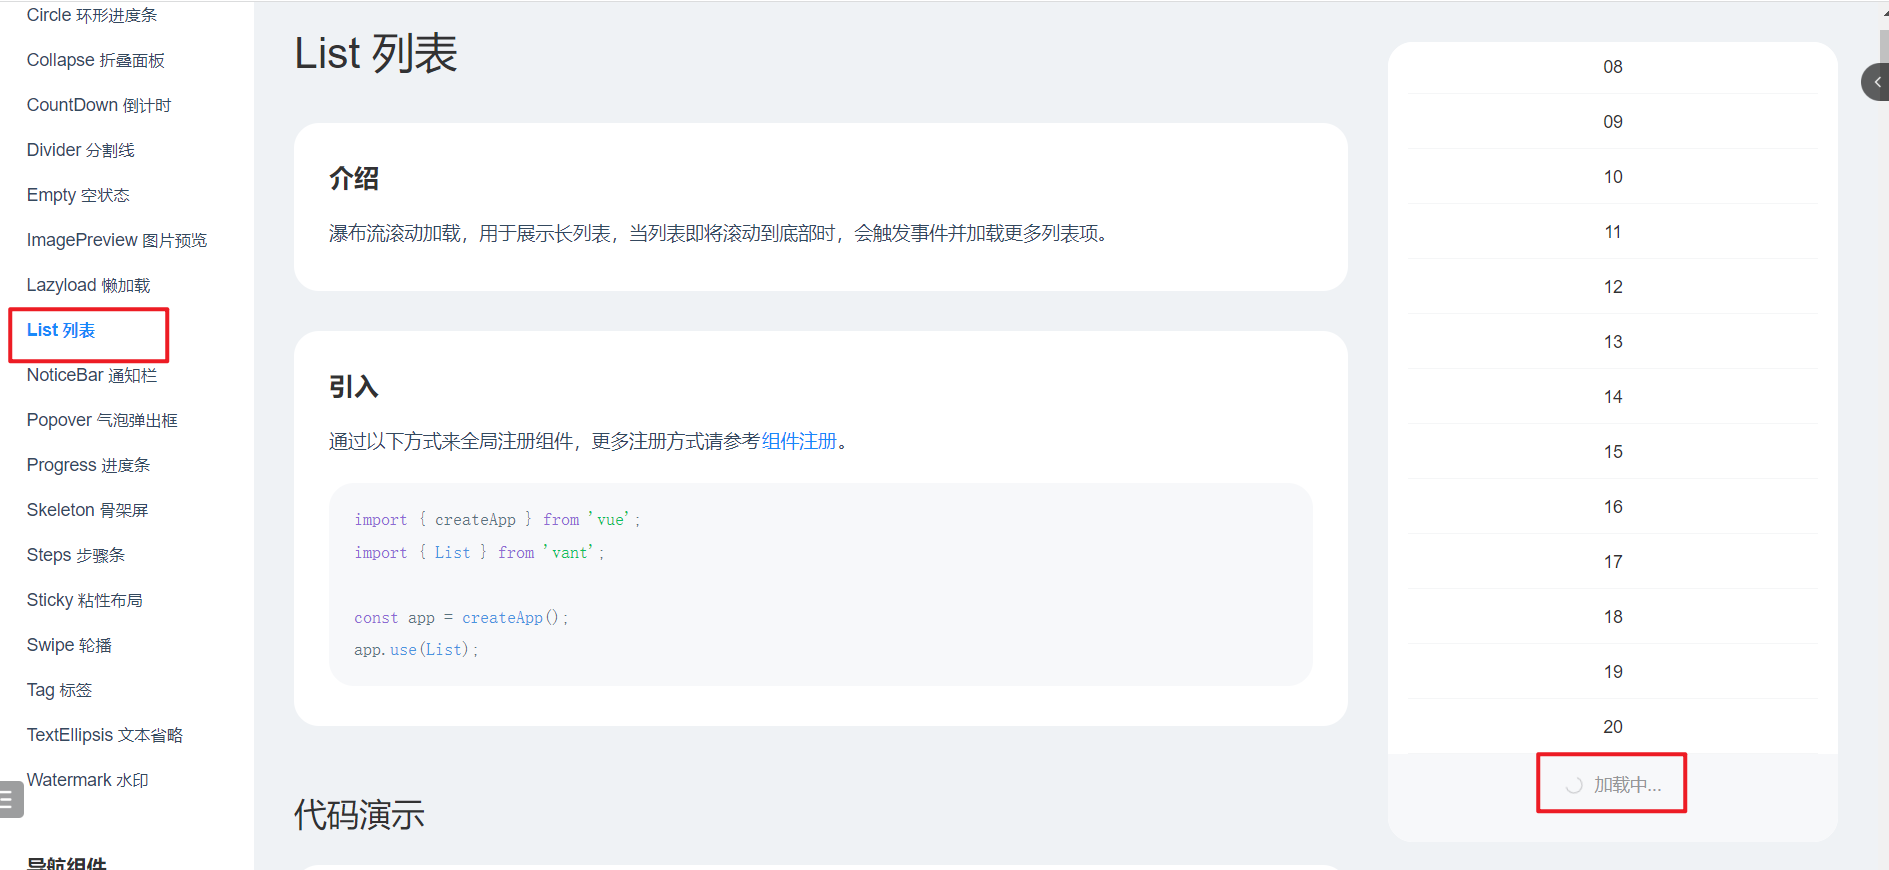 Circle 环形进度条
Collapse 折叠面板
CountDown 倒计时
Divider 分割线
Empty 空状态
ImagePreview 图片预览
Lazyload 懒加载
List 列表
NoticeBar 通知栏
Popover 气泡弹出框
Progress 进度条
Skeleton 骨架屏
Steps 步骤条
Sticky 粘性布局
Swipe 轮播
Tag 标签
TextEllipsis 文本省略
Watermark 水印
导航组件
List 列表
介绍
瀑布流滚动加载，用于展示长列表，当列表即将滚动到底部时，会触发事件并加载更多列表项。
引入
通过以下方式来全局注册组件，更多注册方式请参考组件注册。
import { createApp } from 'vue';
import { List } from 'vant';
const app = createApp();
app.use(List);
代码演示
08
09
10
11
12
13
14
15
16
17
18
19
20
加载中...